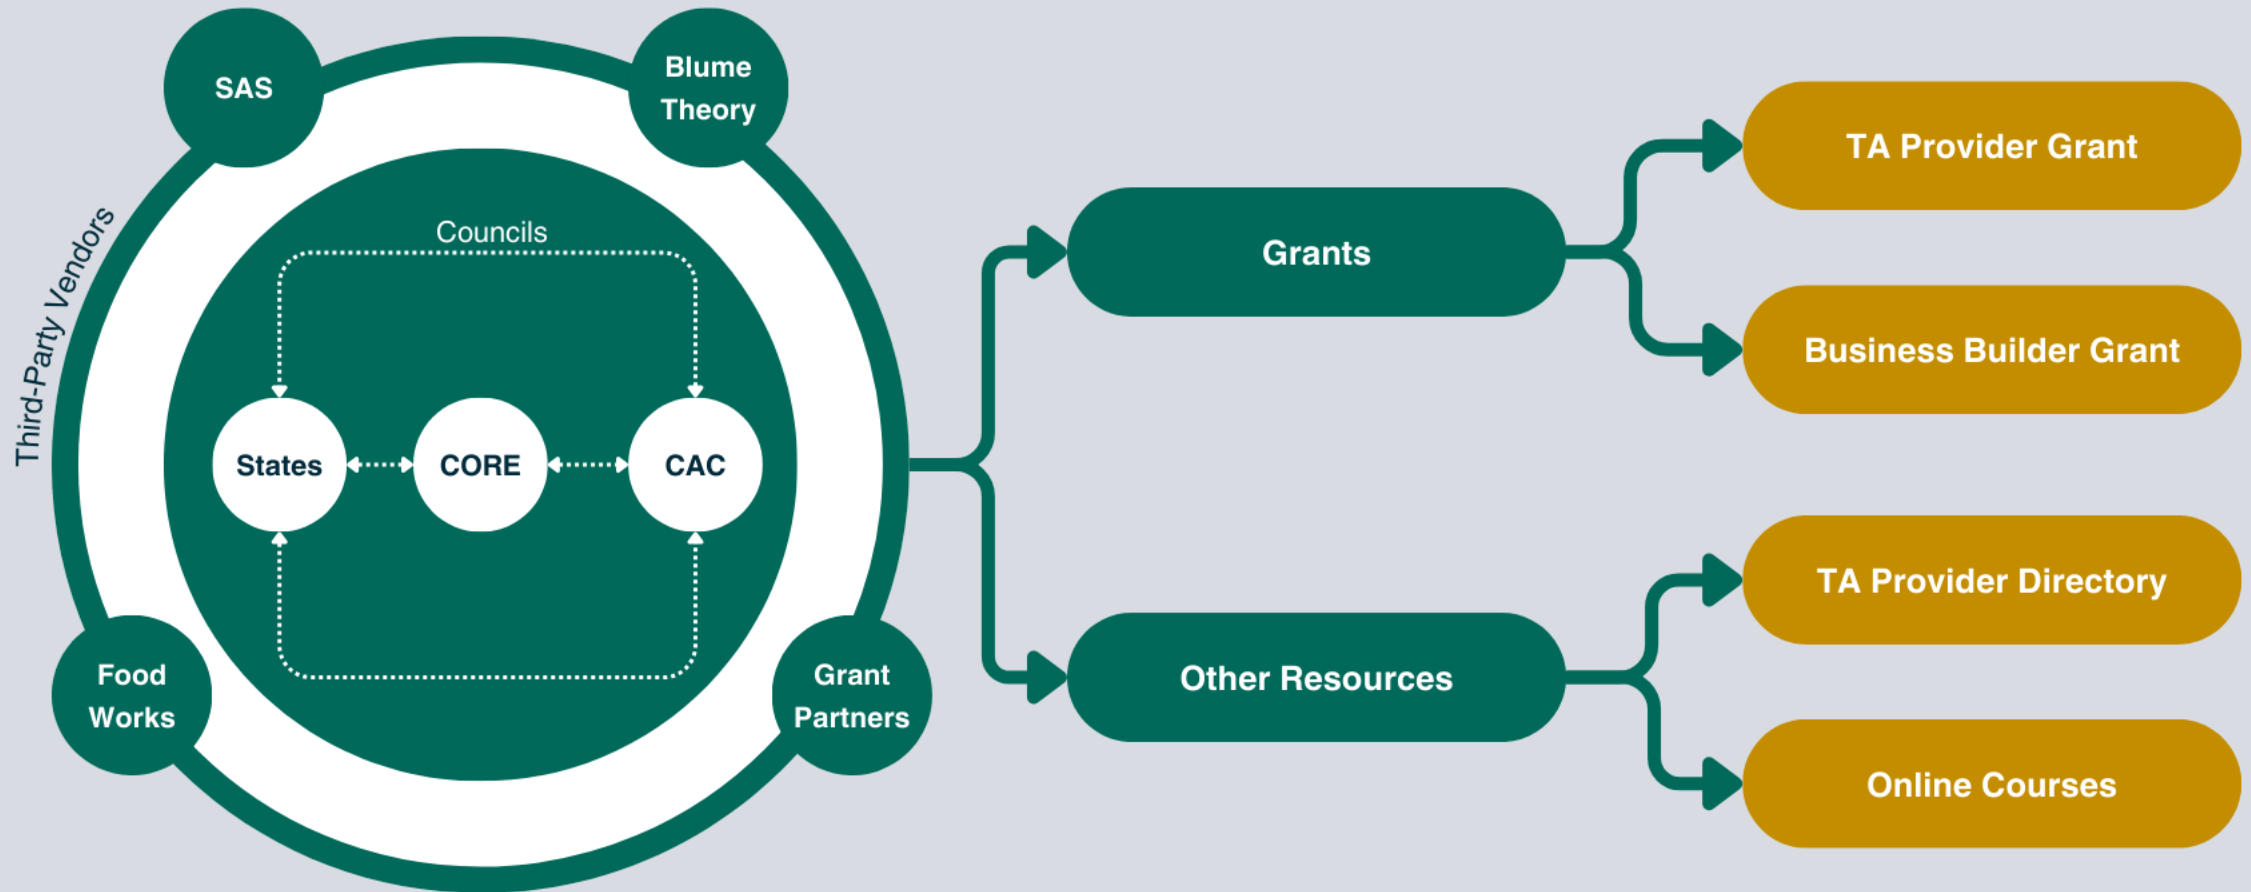 SAS
Blume
Theory
Third-Party Vendors
Councils
States
CORE
CAC
Food
Works
Grant
Partners
Grants
Other Resources
TA Provider Grant
Business Builder Grant
TA Provider Directory
Online Courses